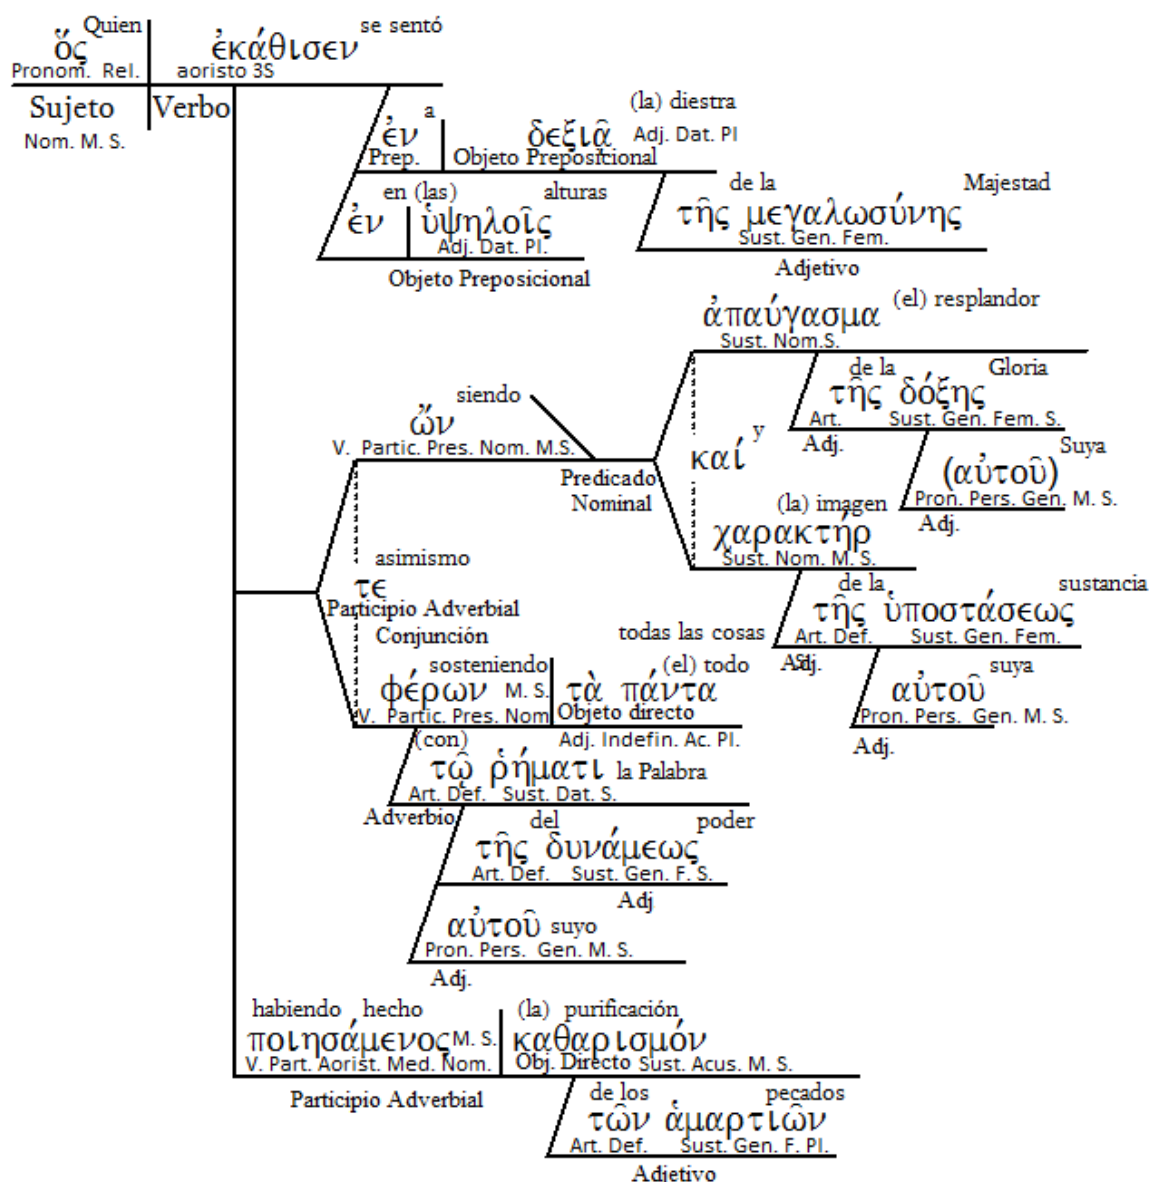 Quien se sentó
ὅς ἐκάθισεν
Pronom. Rel. aoristo 3S
Sujeto Verbo
Nom. M. S.
a (la) diestra
ἐν δεξιᾷ Adj. Dat. Pl
Prep. Objeto Preposicional
en (las) alturas de la Majestad
ἐν ὑψηλοῖς τῆς μεγαλωσύνης
Adj. Dat. Pl. Sust. Gen. Fem.
Objeto Preposicional Adjetivo
ἀπαύγασμα (el) resplandor
Sust. Nom.S.
de la Gloria
τῆς δόξης
Art. Sust. Gen. Fem. S.
Adj.
siendo
ὤν
V. Partic. Pres. Nom. M.S.
Predicado
Nominal
καί y
Suya
(αὐτοῦ)
Pron. Pers. Gen. M. S.
Adj.
(la) imagen
χαρακτήρ
Sust. Nom. M. S.
de la sustancia
τῆς ὑποστάσεως
Art. Def. Sust. Gen. Fem.
Adj.
suya
αὐτοῦ
Pron. Pers. Gen. M. S.
Adj.
asimismo
τε
Participio Adverbial
Conjunción
todas las cosas
sosteniendo (el) todo
φέρων M. S. τὰ πάντα
V. Partic. Pres. Nom Objeto directo
(con) Adj. Indefin. Ac. Pl.
τῷ ῥήματι la Palabra
Art. Def. Sust. Dat. S.
Adverbio
del poder
τῆς δυνάμεως
Art. Def. Sust. Gen. F. S.
Adj
αὐτοῦ suyo
Pron. Pers. Gen. M. S.
Adj.
habiendo hecho (la) purificación
ποιησάμενος M. S. καθαρισμόν
V. Part. Aorist. Med. Nom. Obj. Directo Sust. Acus. M. S.
Participio Adverbial
de los pecados
τῶν ἁμαρτιῶν
Art. Def. Sust. Gen. F. Pl.
Adjetivo